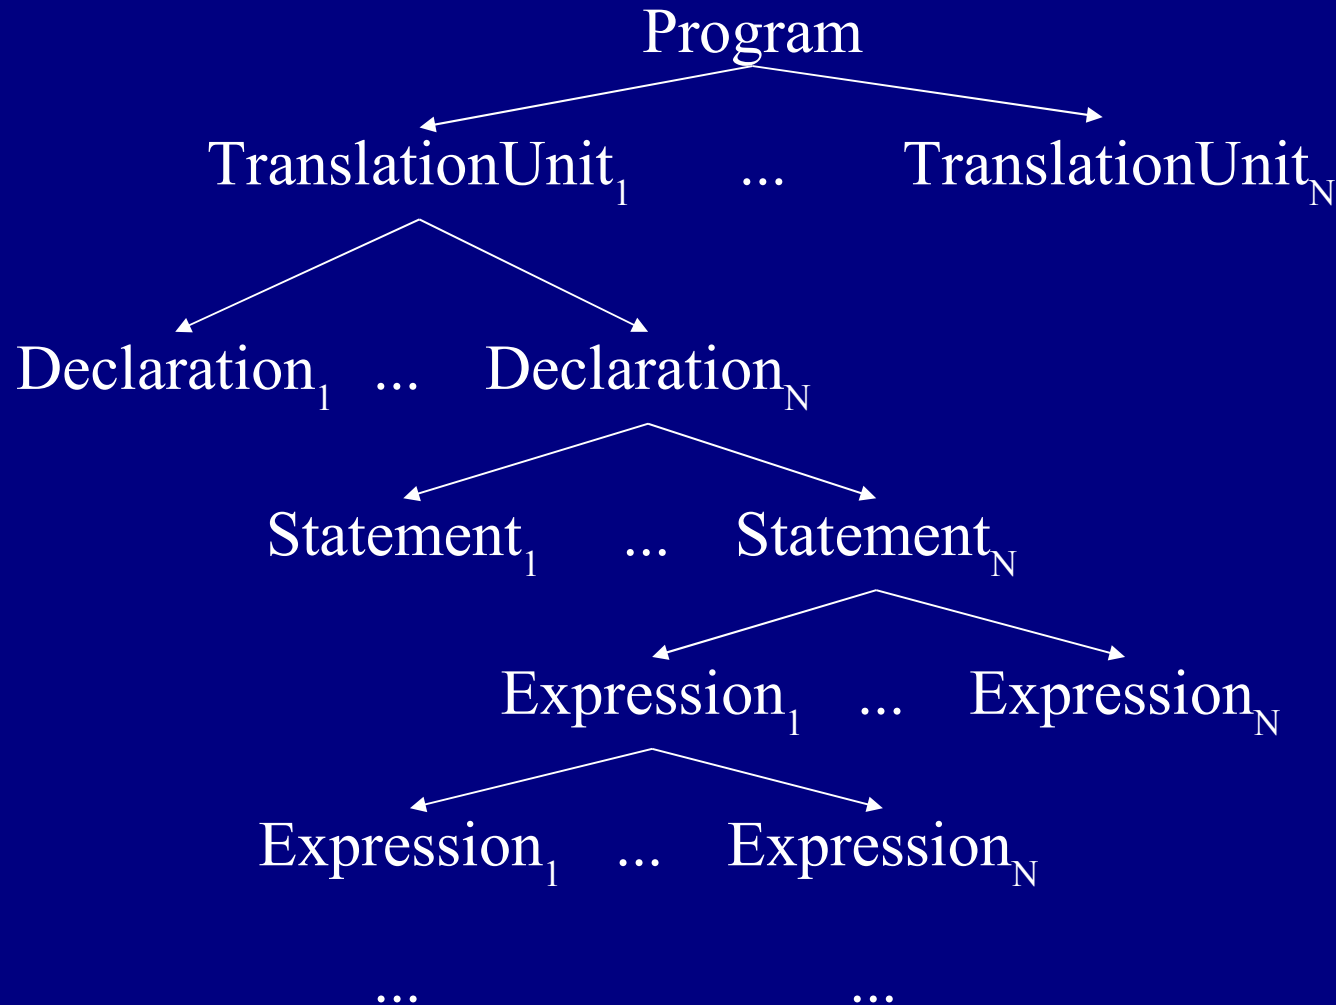 Program
TranslationUnit₁ ... TranslationUnitN
Declaration₁ ... DeclarationN
Statement₁ ... StatementN
Expression₁ ... ExpressionN
Expression₁ ... ExpressionN
... ...